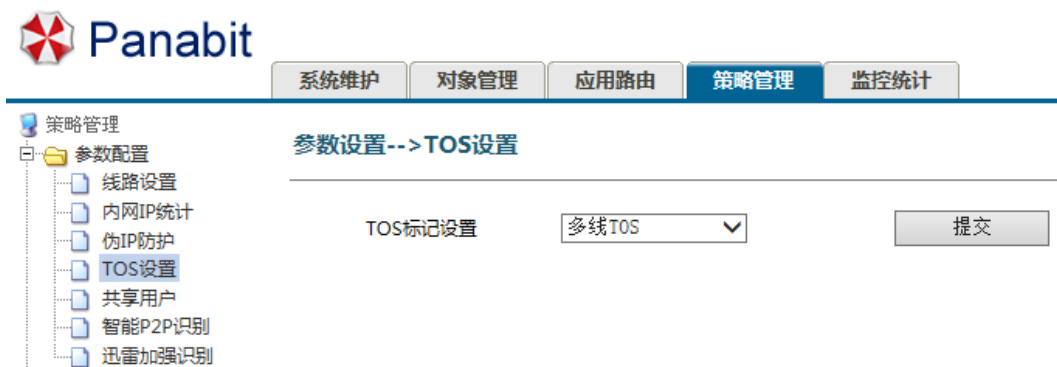 Panabit
系统维护 对象管理 应用路由 策略管理 监控统计
策略管理
参数配置
线路设置
内网IP统计
伪IP防护
TOS设置
共享用户
智能P2P识别
迅雷加强识别
参数设置-->TOS设置
TOS标记设置 多线TOS 提交